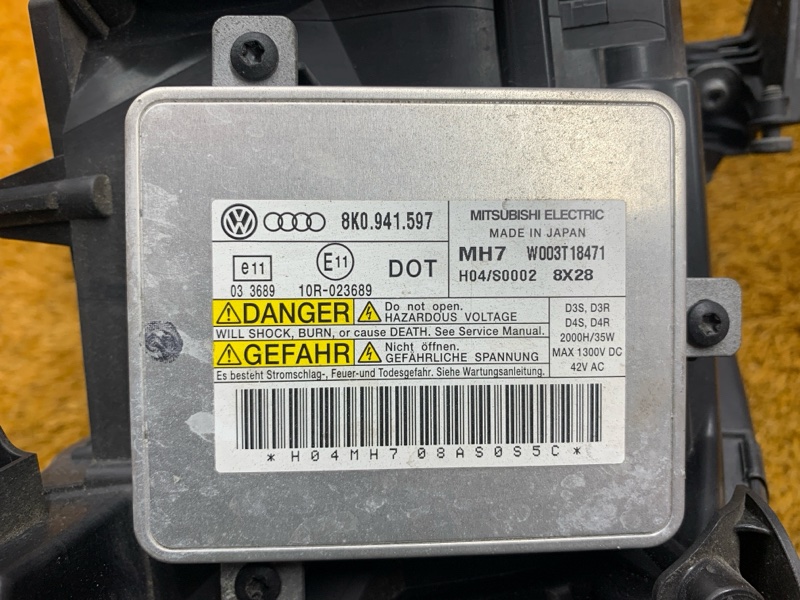 8K0.941.597
MITSUBISHI ELECTRIC
MADE IN JAPAN
MH7 W003T18471
H04/S0002 8X28
e11
03 3689
E11
10R-023689
DOT
DANGER
Do not open.
HAZARDOUS VOLTAGE
WILL SHOCK, BURN, or cause DEATH. See Service Manual.
GEFAHR
Nicht öffnen.
GEFÄHRLICHE SPANNUNG
Es besteht Stromschlag-, Feuer-und Todesgefahr. Siehe Wartungsanleitung.
D3S, D3R
D4S, D4R
2000H/35W
MAX 1300V DC
42V AC
*H04MH708AS0S5C*